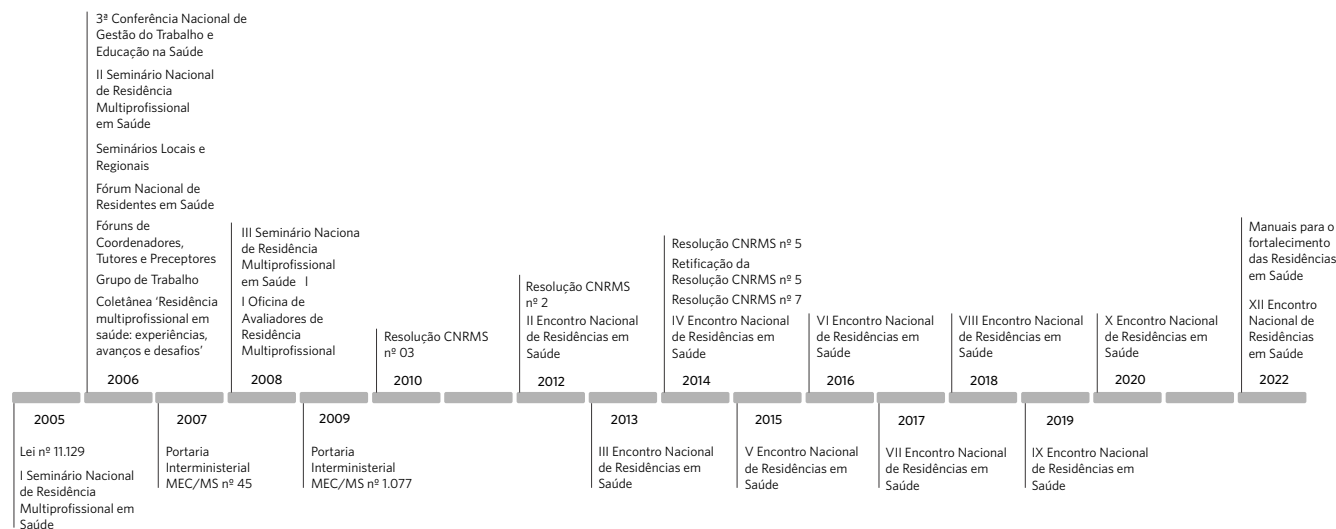 3ª Conferência Nacional de
Gestão do Trabalho e
Educação na Saúde
II Seminário Nacional
de Residência
Multiprofissional
em Saúde
Seminários Locais e
Regionais
Fórum Nacional de
Residentes em Saúde
Fóruns de
Coordenadores,
Tutores e Preceptores
Grupo de Trabalho
Coletânea ‘Residência
multiprofissional em
saúde: experiências,
avanços e desafios’
2006
III Seminário Naciona
de Residência
Multiprofissional
em Saúde l
I Oficina de
Avaliadores de
Residência
Multiprofissional
2008
Resolução CNRMS
nº 03
2010
Resolução CNRMS
nº 2
II Encontro Nacional
de Residências em
Saúde
2012
Resolução CNRMS nº 5
Retificação da
Resolução CNRMS nº 5
Resolução CNRMS nº 7
IV Encontro Nacional
de Residências em
Saúde
2014
VI Encontro Nacional
de Residências em
Saúde
2016
VIII Encontro Nacional
de Residências em
Saúde
2018
X Encontro Nacional
de Residências em
Saúde
2020
Manuais para o
fortalecimento
das Residências
em Saúde
XII Encontro
Nacional de
Residências
em Saúde
2022
2005
Lei nº 11.129
I Seminário Nacional
de Residência
Multiprofissional em
Saúde
2007
Portaria
Interministerial
MEC/MS nº 45
2009
Portaria
Interministerial
MEC/MS nº 1.077
2013
III Encontro Nacional
de Residências em
Saúde
2015
V Encontro Nacional
de Residências em
Saúde
2017
VII Encontro Nacional
de Residências em
Saúde
2019
IX Encontro Nacional
de Residências em
Saúde